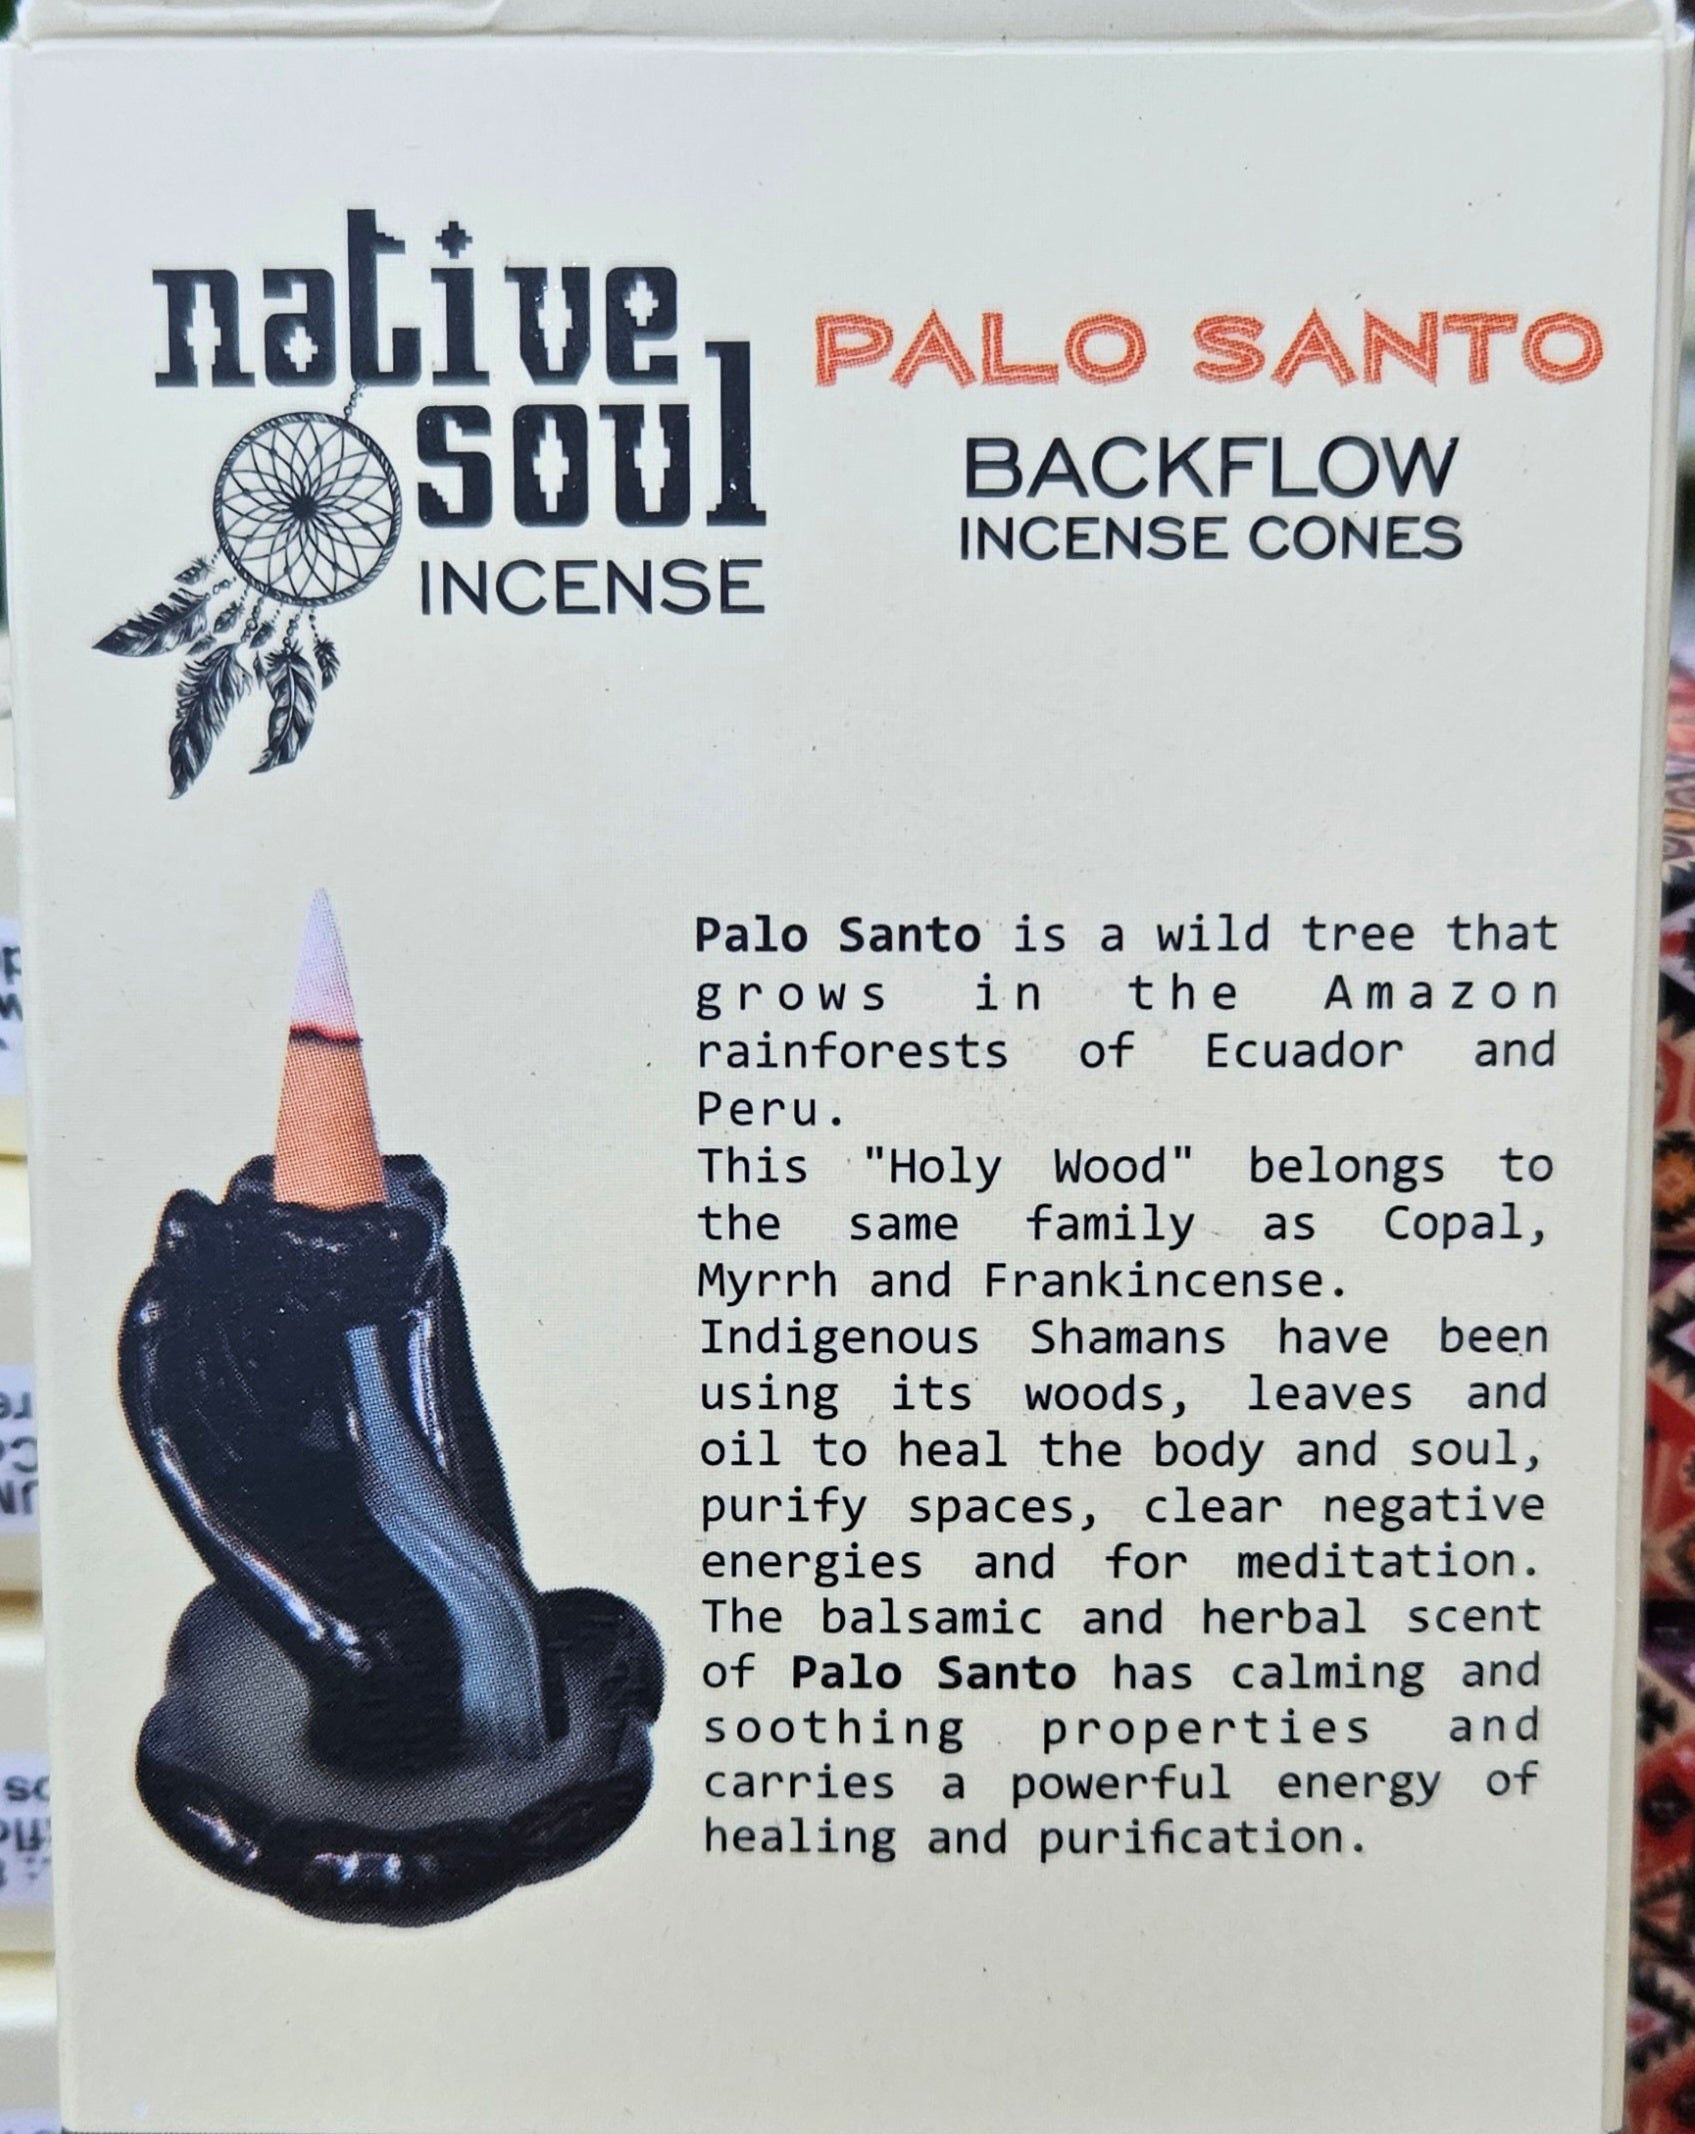 native
soul
INCENSE
PALO SANTO
BACKFLOW
INCENSE CONES
Palo Santo is a wild tree that
grows in the Amazon
rainforests of Ecuador and
Peru.
This "Holy Wood" belongs to
the same family as Copal,
Myrrh and Frankincense.
Indigenous Shamans have been
using its woods, leaves and
oil to heal the body and soul,
purify spaces, clear negative
energies and for meditation.
The balsamic and herbal scent
of Palo Santo has calming and
soothing properties and
carries a powerful energy of
healing and purification.